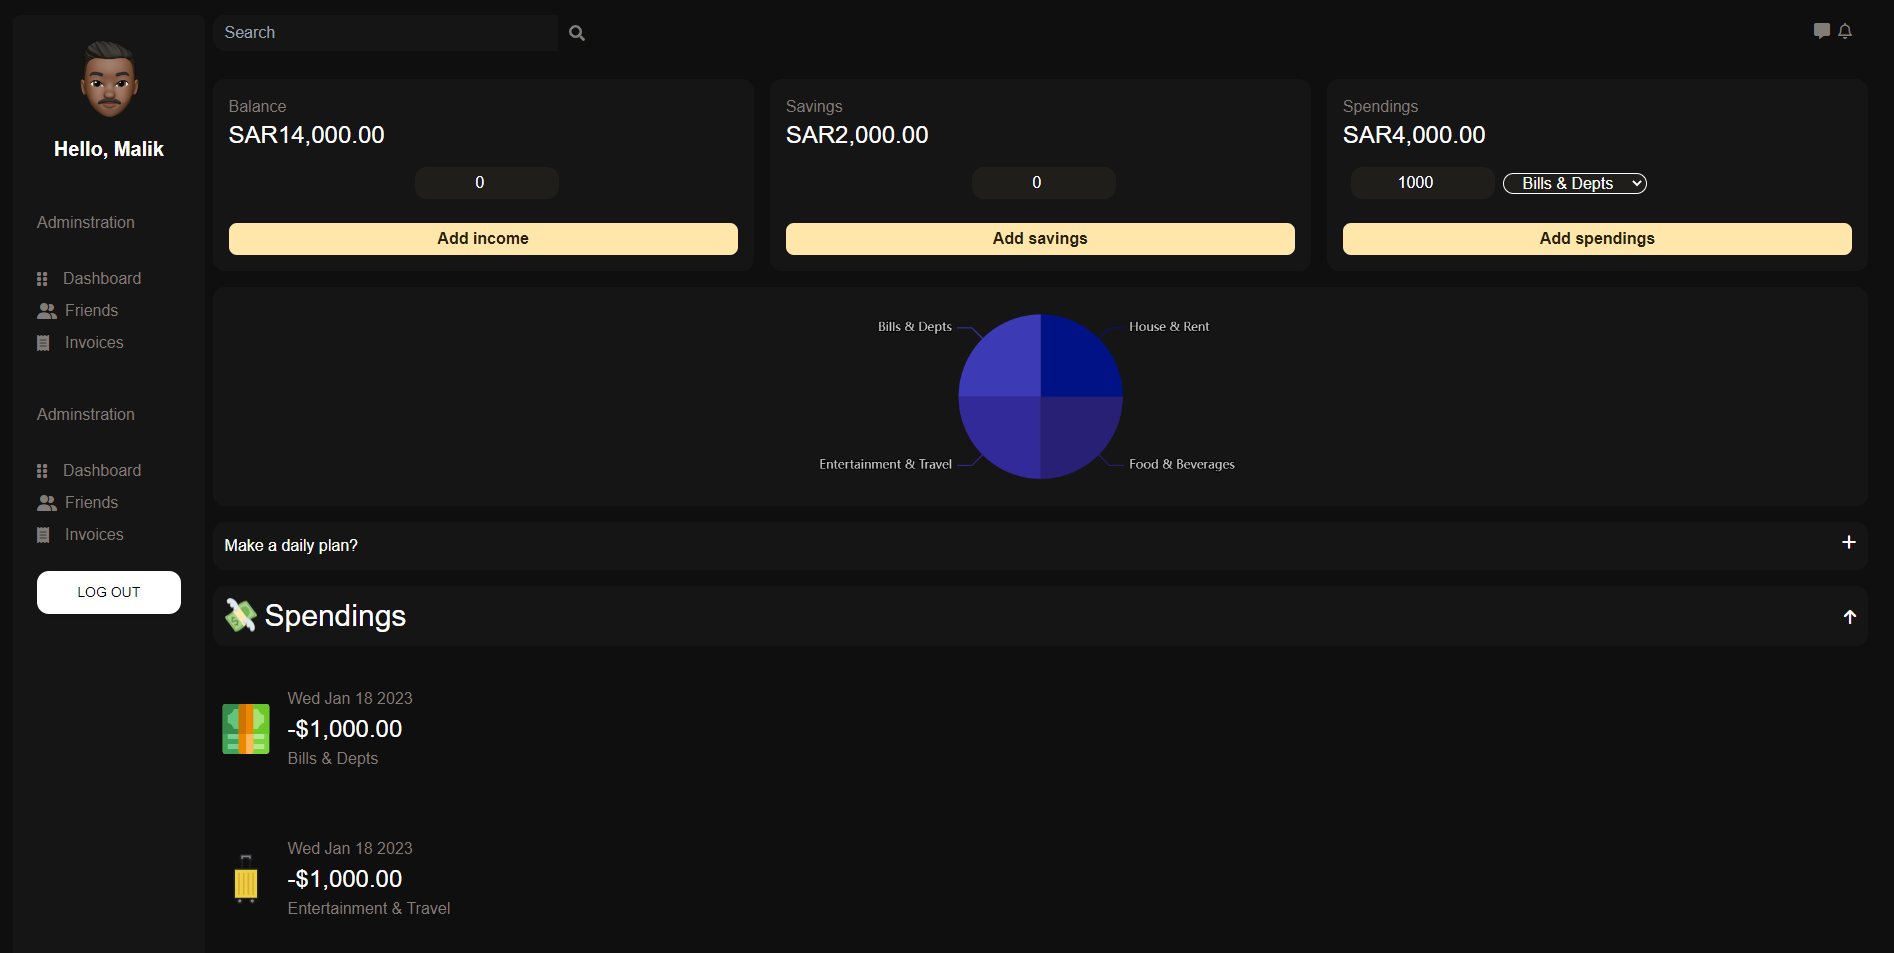 Hello, Malik
Adminstration
Dashboard
Friends
Invoices
Adminstration
Dashboard
Friends
Invoices
LOG OUT
Search
Balance
SAR14,000.00
0
Add income
Savings
SAR2,000.00
0
Add savings
Spendings
SAR4,000.00
1000 Bills & Depts
Add spendings
Bills & Depts
House & Rent
Entertainment & Travel
Food & Beverages
Make a daily plan?
Spendings
Wed Jan 18 2023
-$1,000.00
Bills & Depts
Wed Jan 18 2023
-$1,000.00
Entertainment & Travel